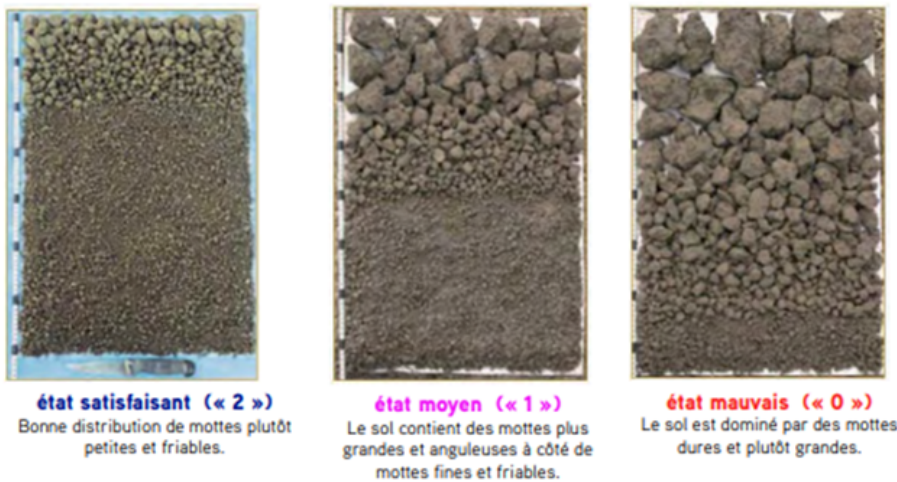 état satisfaisant (« 2 »)
Bonne distribution de mottes plutôt
petites et friables.
état moyen (« 1 »)
Le sol contient des mottes plus
grandes et anguleuses à côté de
mottes fines et friables.
état mauvais (« 0 »)
Le sol est dominé par des mottes
dures et plutôt grandes.